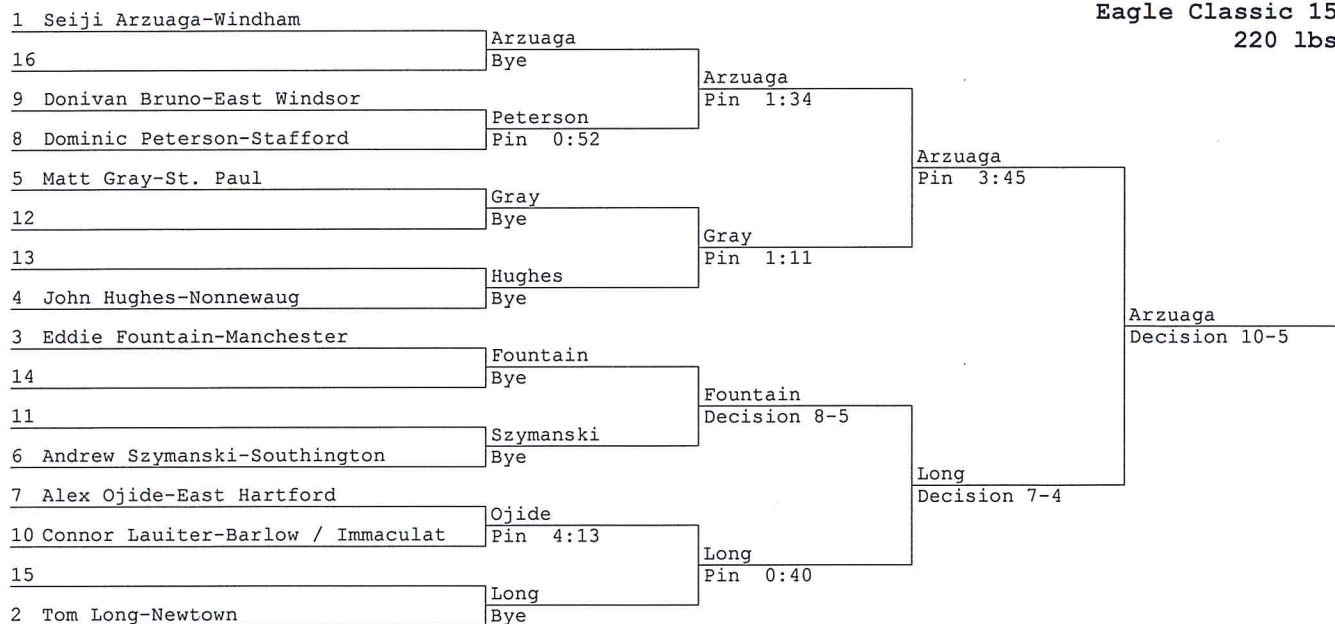 Eagle Classic 15
220 lbs
1 Seiji Arzuaga-Windham
16
9 Donivan Bruno-East Windsor
8 Dominic Peterson-Stafford
5 Matt Gray-St. Paul
12
13
4 John Hughes-Nonnewaug
3 Eddie Fountain-Manchester
14
11
6 Andrew Szymanski-Southington
7 Alex Ojide-East Hartford
10 Connor Lauiter-Barlow / Immaculat
15
2 Tom Long-Newtown
Arzuaga
Bye
Peterson
Pin 0:52
Gray
Bye
Hughes
Bye
Fountain
Bye
Szymanski
Bye
Ojide
Pin 4:13
Long
Bye
Arzuaga
Pin 1:34
Gray
Pin 1:11
Fountain
Decision 8-5
Long
Pin 0:40
Arzuaga
Pin 3:45
Long
Decision 7-4
Arzuaga
Decision 10-5